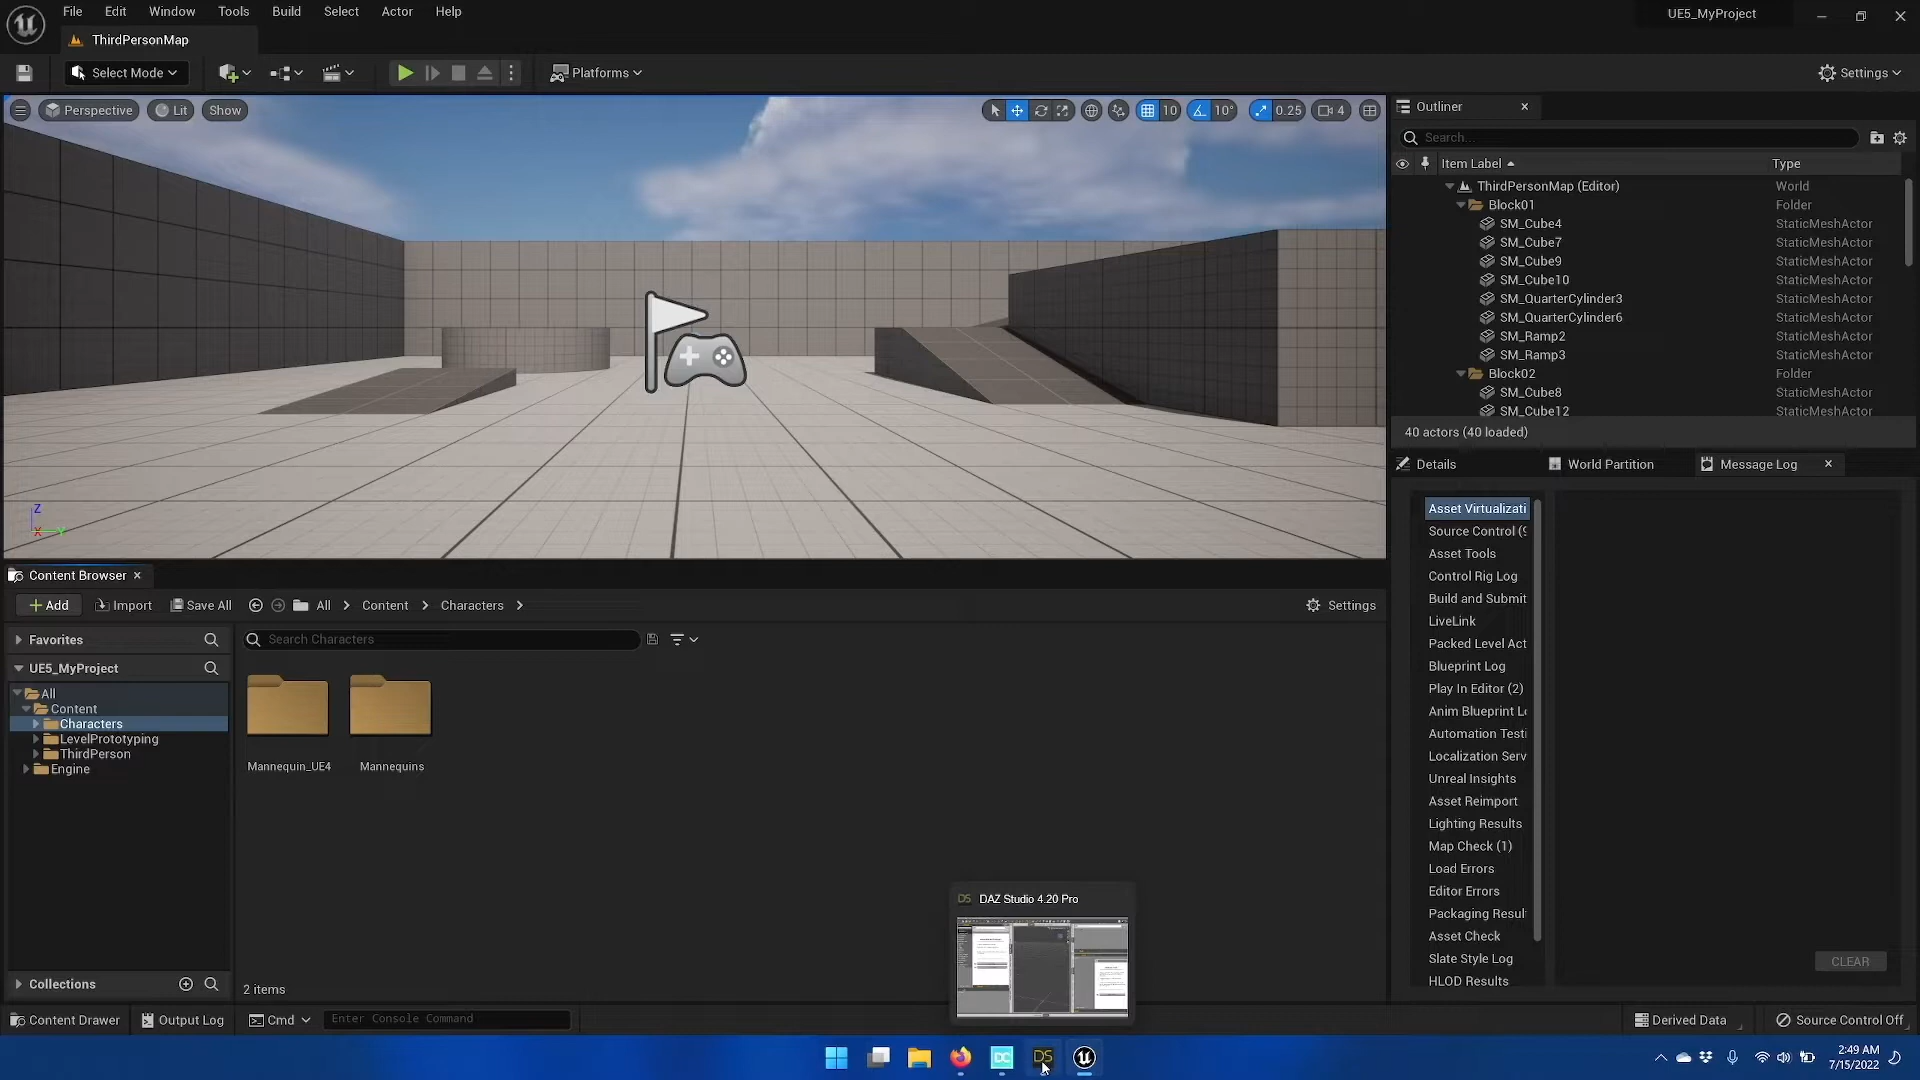 File Edit Window Tools Build Select Actor Help
UE5_MyProject
ThirdPersonMap
Select Mode
Platforms
Settings
Perspective Lit Show
10 10° 0.25 4
Z
X Y
Outliner
Search...
Item Label Type
ThirdPersonMap (Editor) World
Block01 Folder
SM_Cube4 StaticMeshActor
SM_Cube7 StaticMeshActor
SM_Cube9 StaticMeshActor
SM_Cube10 StaticMeshActor
SM_QuarterCylinder3 StaticMeshActor
SM_QuarterCylinder6 StaticMeshActor
SM_Ramp2 StaticMeshActor
SM_Ramp3 StaticMeshActor
Block02 Folder
SM_Cube8 StaticMeshActor
SM_Cube12 StaticMeshActor
40 actors (40 loaded)
Details World Partition Message Log
Asset Virtualizati
Source Control (
Asset Tools
Control Rig Log
Build and Submit
LiveLink
Packed Level Act
Blueprint Log
Play In Editor (2)
Anim Blueprint L
Automation Testi
Localization Serv
Unreal Insights
Asset Reimport
Lighting Results
Map Check (1)
Load Errors
Editor Errors
Packaging Resul
Asset Check
Slate Style Log
HLOD Results
CLEAR
Content Browser
Add Import Save All All Content Characters Settings
Favorites
UE5_MyProject
All
Content
Characters
LevelPrototyping
ThirdPerson
Engine
Collections
Search Characters
Mannequin_UE4 Mannequins
2 items
DS DAZ Studio 4.20 Pro
Content Drawer Output Log Cmd Enter Console Command
Derived Data Source Control Off
DC DS
2:49 AM
7/15/2022